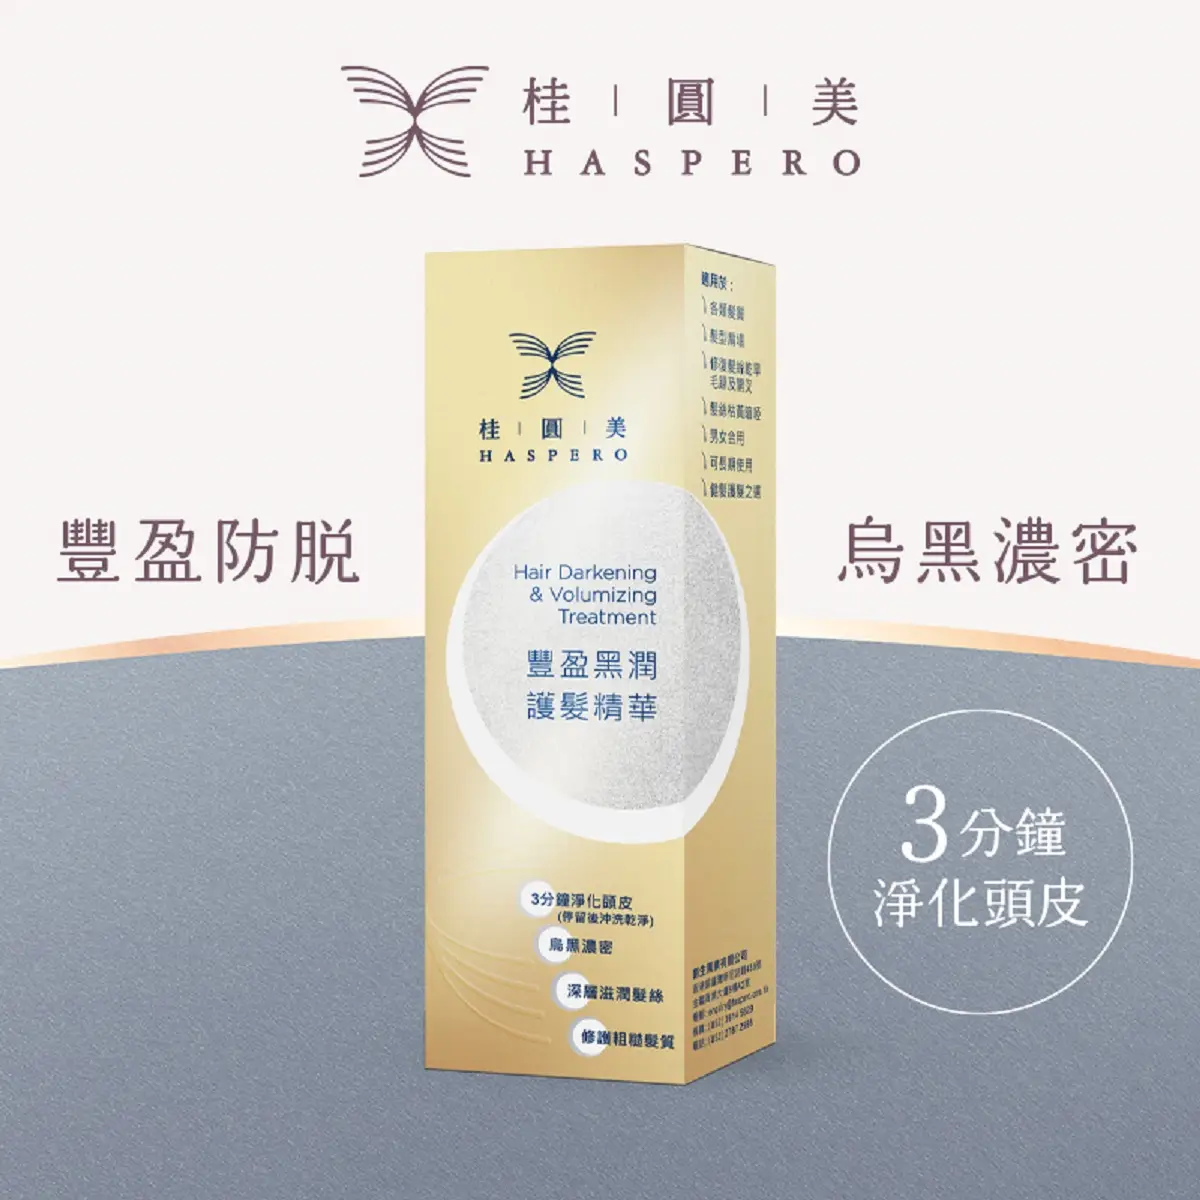 桂 | 圓 | 美
HASPERO
豐盈防脱
烏黑濃密
3分鐘
淨化頭皮
桂 | 圓 | 美
HASPERO
Hair Darkening
& Volumizing
Treatment
豐盈黑潤
護髮精華
3分鐘淨化頭皮
(停留後沖洗乾淨)
烏黑濃密
深層滋潤髮絲
修護粗糙髮質
適用於：
各類髮質
男女合用
可長期使用